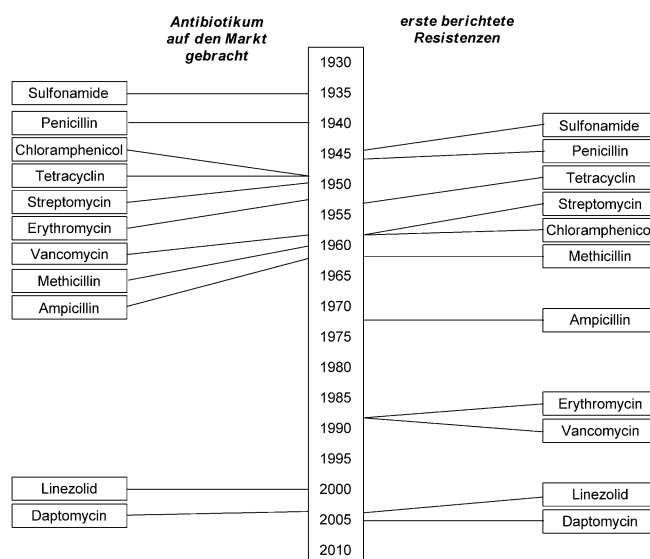 Antibiotikum
auf den Markt
gebracht
erste berichtete
Resistenzen
1930
1935
1940
1945
1950
1955
1960
1965
1970
1975
1980
1985
1990
1995
2000
2005
2010
Sulfonamide
Penicillin
Chloramphenicol
Tetracyclin
Streptomycin
Erythromycin
Vancomycin
Methicillin
Ampicillin
Linezolid
Daptomycin
Sulfonamide
Penicillin
Tetracyclin
Streptomycin
Chloramphenico
Methicillin
Ampicillin
Erythromycin
Vancomycin
Linezolid
Daptomycin